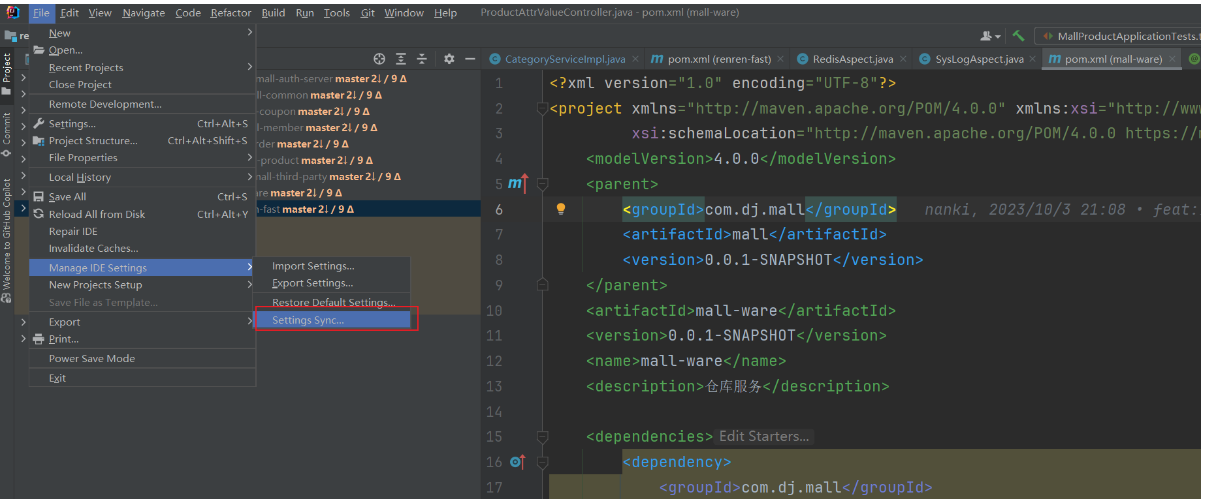 File Edit View Navigate Code Refactor Build Run Tools Git Window Help ProductAttrValueController.java - pom.xml (mall-ware)
re
MallProductApplicationTests.
New
Open...
Recent Projects
Close Project
Remote Development...
Settings... Ctrl+Alt+S
Project Structure... Ctrl+Alt+Shift+S
File Properties
Local History
Save All Ctrl+S
Reload All from Disk Ctrl+Alt+Y
Repair IDE
Invalidate Caches...
Manage IDE Settings
New Projects Setup
Save File as Template...
Export
Print...
Power Save Mode
Exit
Import Settings...
Export Settings...
Restore Default Settings...
Settings Sync...
Project
Commit
Welcome to GitHub Copilot
mall-auth-server master 2↓ / 9 Δ
ll-common master 2↓ / 9 Δ
-coupon master 2↓ / 9 Δ
l-member master 2↓ / 9 Δ
rder master 2↓ / 9 Δ
-product master 2↓ / 9 Δ
mall-third-party master 2↓ / 9 Δ
are master 2↓ / 9 Δ
n-fast master 2↓ / 9 Δ
CategoryServiceImpl.java pom.xml (renren-fast) RedisAspect.java SysLogAspect.java pom.xml (mall-ware)
1 <?xml version="1.0" encoding="UTF-8"?>
2 <project xmlns="http://maven.apache.org/POM/4.0.0" xmlns:xsi="http://www
3 xsi:schemaLocation="http://maven.apache.org/POM/4.0.0 https://m
4 <modelVersion>4.0.0</modelVersion>
5 <parent>
6 <groupId>com.dj.mall</groupId> nanki, 2023/10/3 21:08 • feat:
7 <artifactId>mall</artifactId>
8 <version>0.0.1-SNAPSHOT</version>
9 </parent>
10 <artifactId>mall-ware</artifactId>
11 <version>0.0.1-SNAPSHOT</version>
12 <name>mall-ware</name>
13 <description>仓库服务</description>
14
15 <dependencies> Edit Starters...
16 <dependency>
17 <groupId>com.dj.mall</groupId>